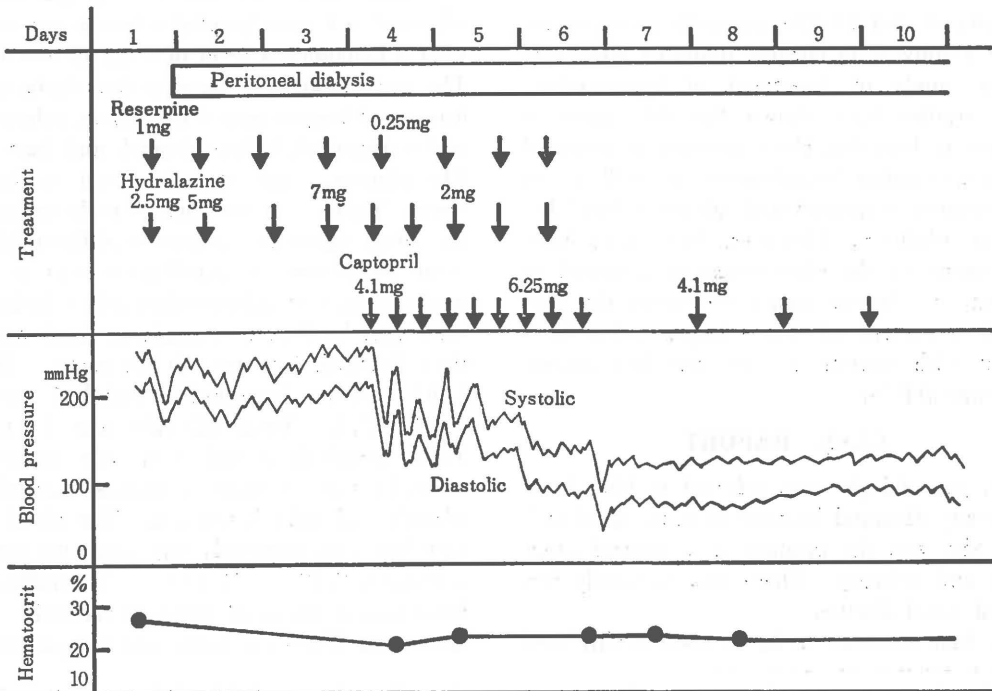 Days 1 2 3 4 5 6 7 8 9 10
Treatment
Peritoneal dialysis
Reserpine
1mg 0.25mg
Hydralazine
2.5mg 5mg 7mg 2mg
Captopril
4.1mg 6.25mg 4.1mg
Blood pressure
mmHg
200
100
0
Systolic
Diastolic
Hematocrit
%
30
20
10